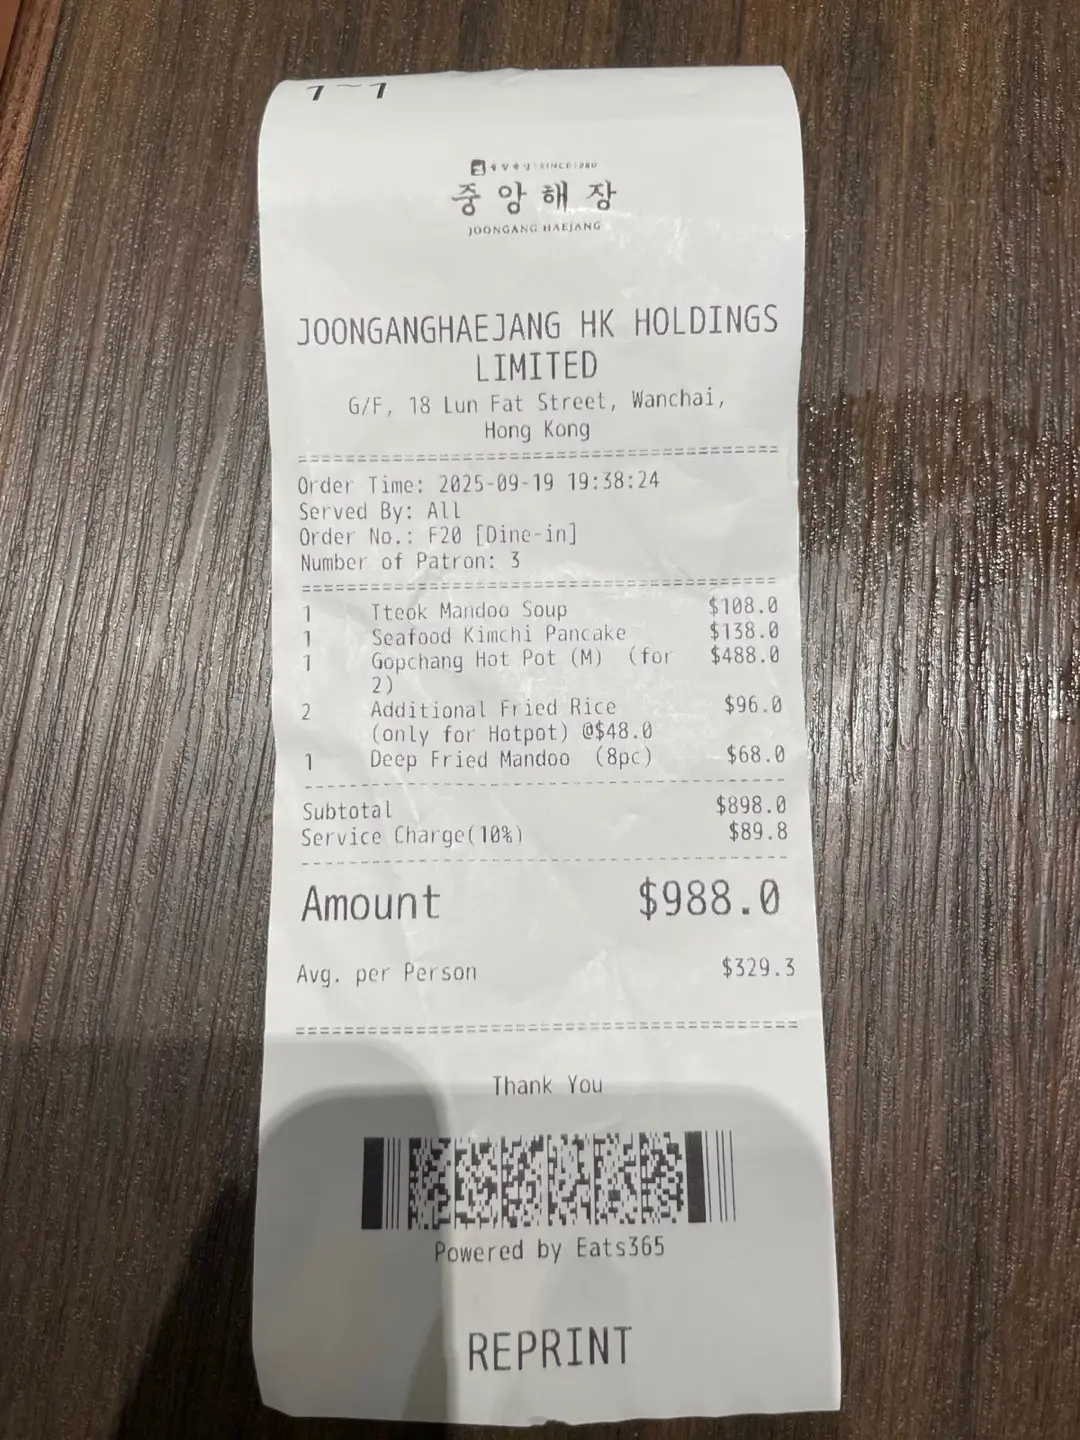 중앙해장
JOONGANG HAEJANG
JOONGANGHAEJANG HK HOLDINGS
LIMITED
G/F, 18 Lun Fat Street, Wanchai,
Hong Kong
Order Time: 2025-09-19 19:38:24
Served By: All
Order No.: F20 [Dine-in]
Number of Patron: 3
1 Tteok Mandoo Soup $108.0
1 Seafood Kimchi Pancake $138.0
1 Gopchang Hot Pot (M) (for $488.0
2)
2 Additional Fried Rice $96.0
(only for Hotpot) @$48.0
1 Deep Fried Mandoo (8pc) $68.0
Subtotal $898.0
Service Charge(10%) $89.8
Amount $988.0
Avg. per Person $329.3
Thank You
Powered by Eats365
REPRINT